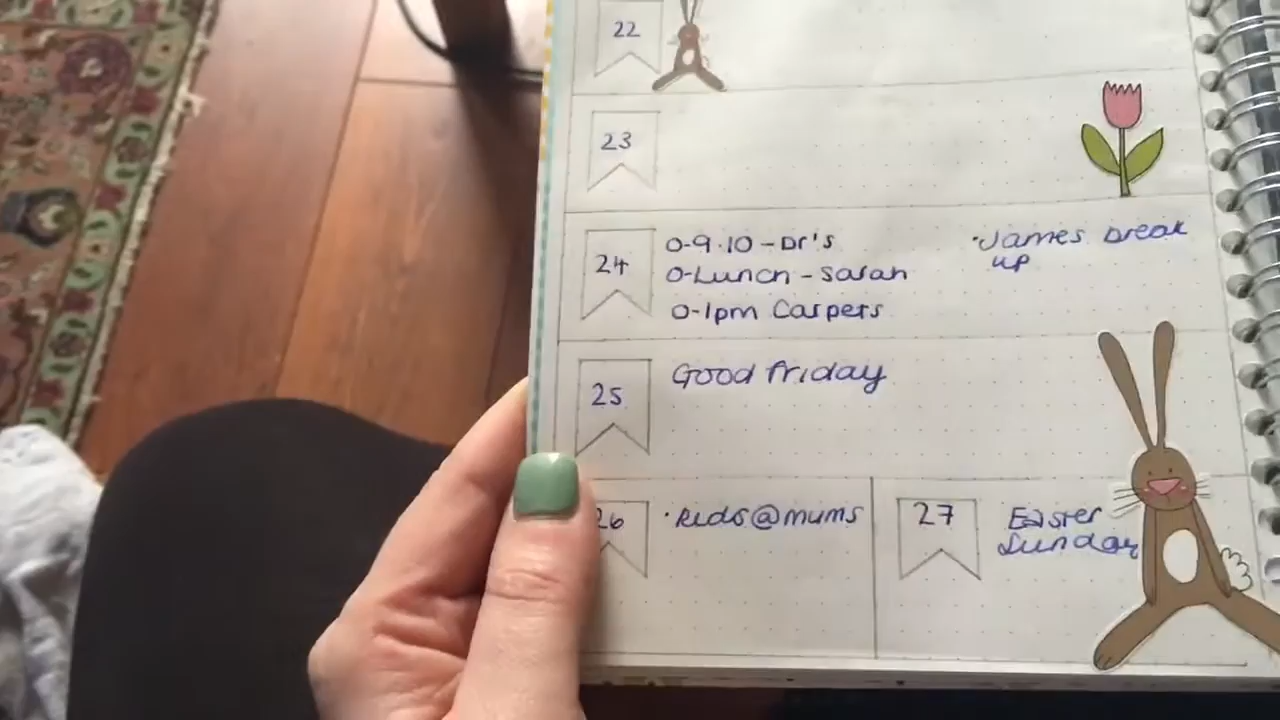 22
23
24
0-9.10-Dr's
0-Lunch-Sarah
0-1pm Caspers
·James break
up
25
Good Friday
26
·Kids@mums
27
Easter
Sunday